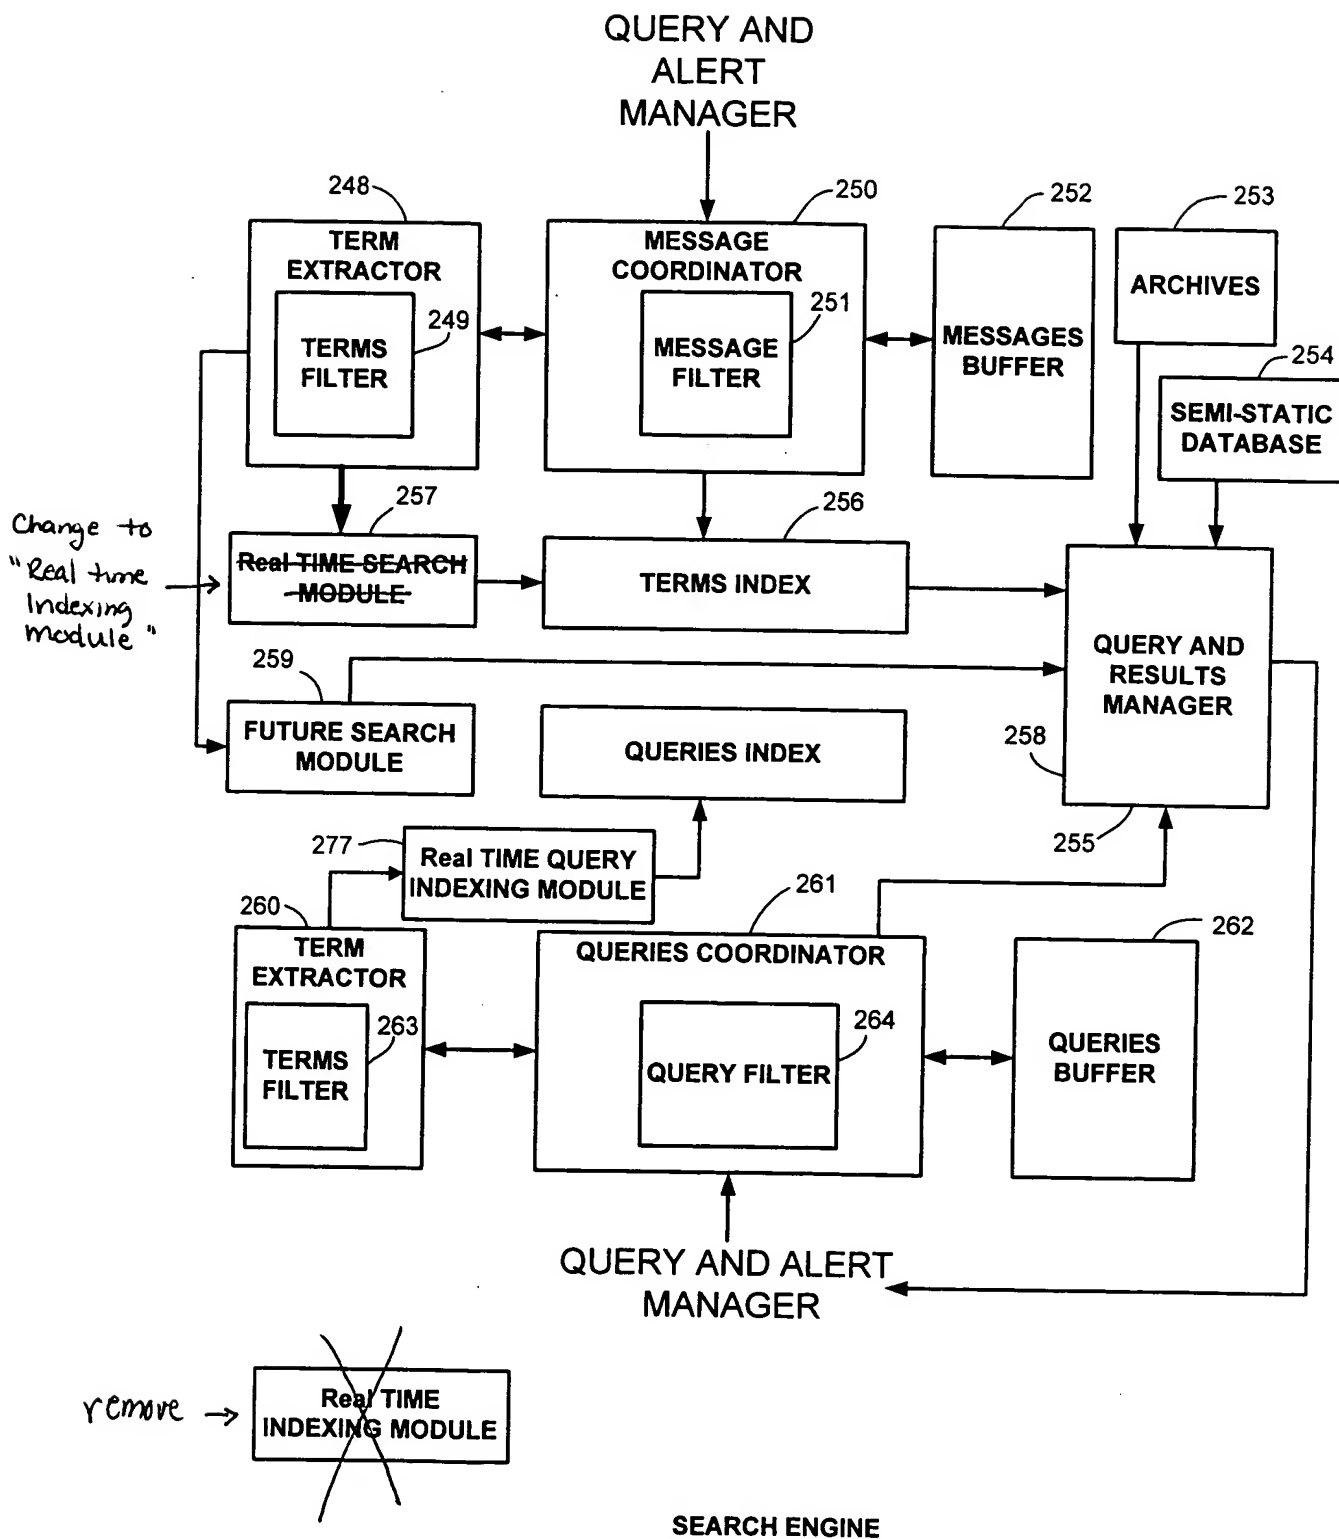 QUERY AND
ALERT
MANAGER
248
250
252
253
TERM
EXTRACTOR
MESSAGE
COORDINATOR
251
249
ARCHIVES
TERMS
FILTER
MESSAGE
FILTER
MESSAGES
BUFFER
254
SEMI-STATIC
DATABASE
257
256
Change to
"Real time
Indexing
Module"
Real TIME SEARCH
MODULE
TERMS INDEX
QUERY AND
RESULTS
MANAGER
259
FUTURE SEARCH
MODULE
QUERIES INDEX
258
255
277
Real TIME QUERY
INDEXING MODULE
260
261
262
TERM
EXTRACTOR
QUERIES COORDINATOR
263
264
TERMS
FILTER
QUERY FILTER
QUERIES
BUFFER
QUERY AND ALERT
MANAGER
remove
Real TIME
INDEXING MODULE
SEARCH ENGINE